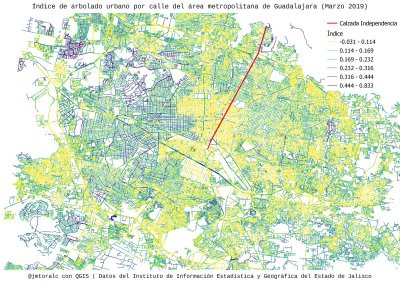 Índice de arbolado urbano por calle del área metropolitana de Guadalajara (Marzo 2019)
Calzada Independencia
Índice
-0.031 - 0.114
0.114 - 0.169
0.169 - 0.232
0.232 - 0.316
0.316 - 0.444
0.444 - 0.833
@jmtoralc con QGIS | Datos del Instituto de Información Estadística y Geográfica del Estado de Jalisco